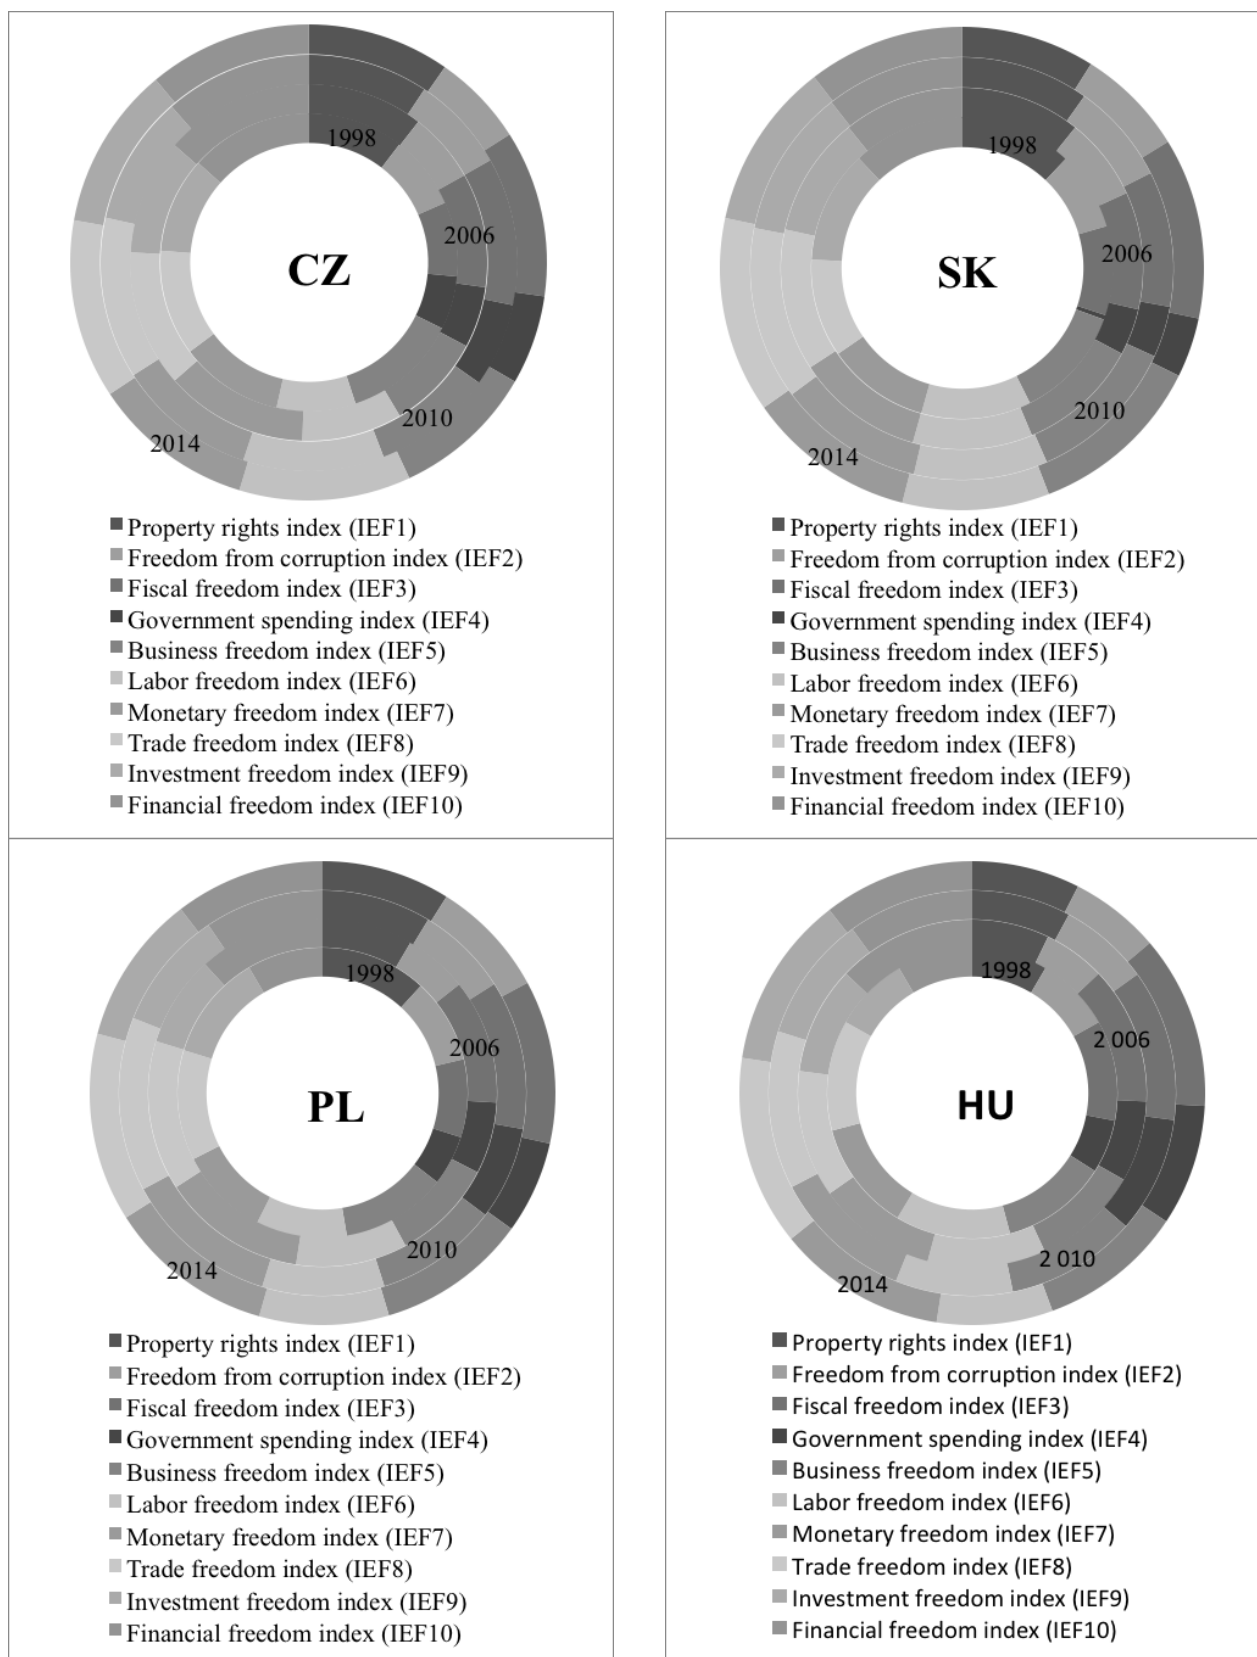 1998
2006
CZ
2010
2014
Property rights index (IEF1)
Freedom from corruption index (IEF2)
Fiscal freedom index (IEF3)
Government spending index (IEF4)
Business freedom index (IEF5)
Labor freedom index (IEF6)
Monetary freedom index (IEF7)
Trade freedom index (IEF8)
Investment freedom index (IEF9)
Financial freedom index (IEF10)
1998
2006
SK
2010
2014
Property rights index (IEF1)
Freedom from corruption index (IEF2)
Fiscal freedom index (IEF3)
Government spending index (IEF4)
Business freedom index (IEF5)
Labor freedom index (IEF6)
Monetary freedom index (IEF7)
Trade freedom index (IEF8)
Investment freedom index (IEF9)
Financial freedom index (IEF10)
1998
2006
PL
2010
2014
Property rights index (IEF1)
Freedom from corruption index (IEF2)
Fiscal freedom index (IEF3)
Government spending index (IEF4)
Business freedom index (IEF5)
Labor freedom index (IEF6)
Monetary freedom index (IEF7)
Trade freedom index (IEF8)
Investment freedom index (IEF9)
Financial freedom index (IEF10)
1998
2 006
HU
2 010
2014
Property rights index (IEF1)
Freedom from corruption index (IEF2)
Fiscal freedom index (IEF3)
Government spending index (IEF4)
Business freedom index (IEF5)
Labor freedom index (IEF6)
Monetary freedom index (IEF7)
Trade freedom index (IEF8)
Investment freedom index (IEF9)
Financial freedom index (IEF10)